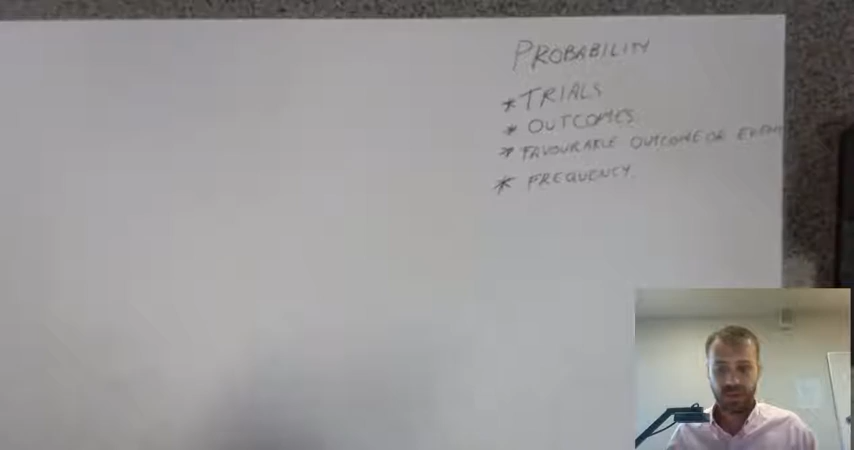 PROBABILITY
* TRIALS
* OUTCOMES
* FAVOURABLE OUTCOME OR EVENT
* FREQUENCY